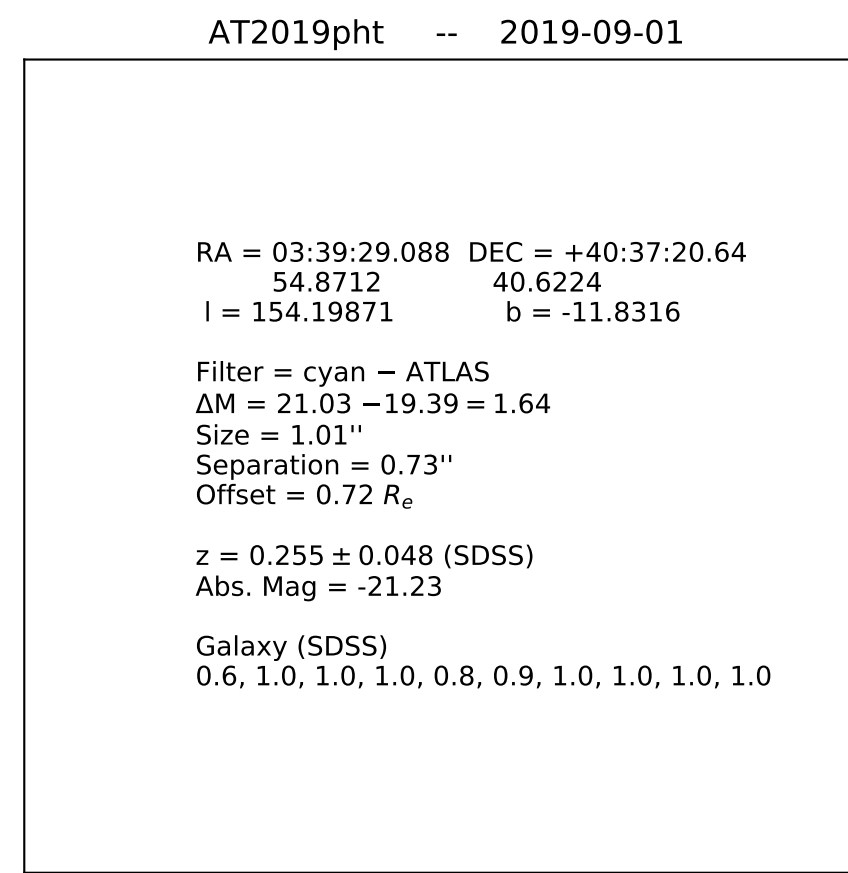 AT2019pht -- 2019-09-01
RA = 03:39:29.088 DEC = +40:37:20.64
54.8712 40.6224
l = 154.19871 b = -11.8316
Filter = cyan − ATLAS
ΔM = 21.03 −19.39 = 1.64
Size = 1.01''
Separation = 0.73''
Offset = 0.72 Re
z = 0.255 ± 0.048 (SDSS)
Abs. Mag = -21.23
Galaxy (SDSS)
0.6, 1.0, 1.0, 1.0, 0.8, 0.9, 1.0, 1.0, 1.0, 1.0